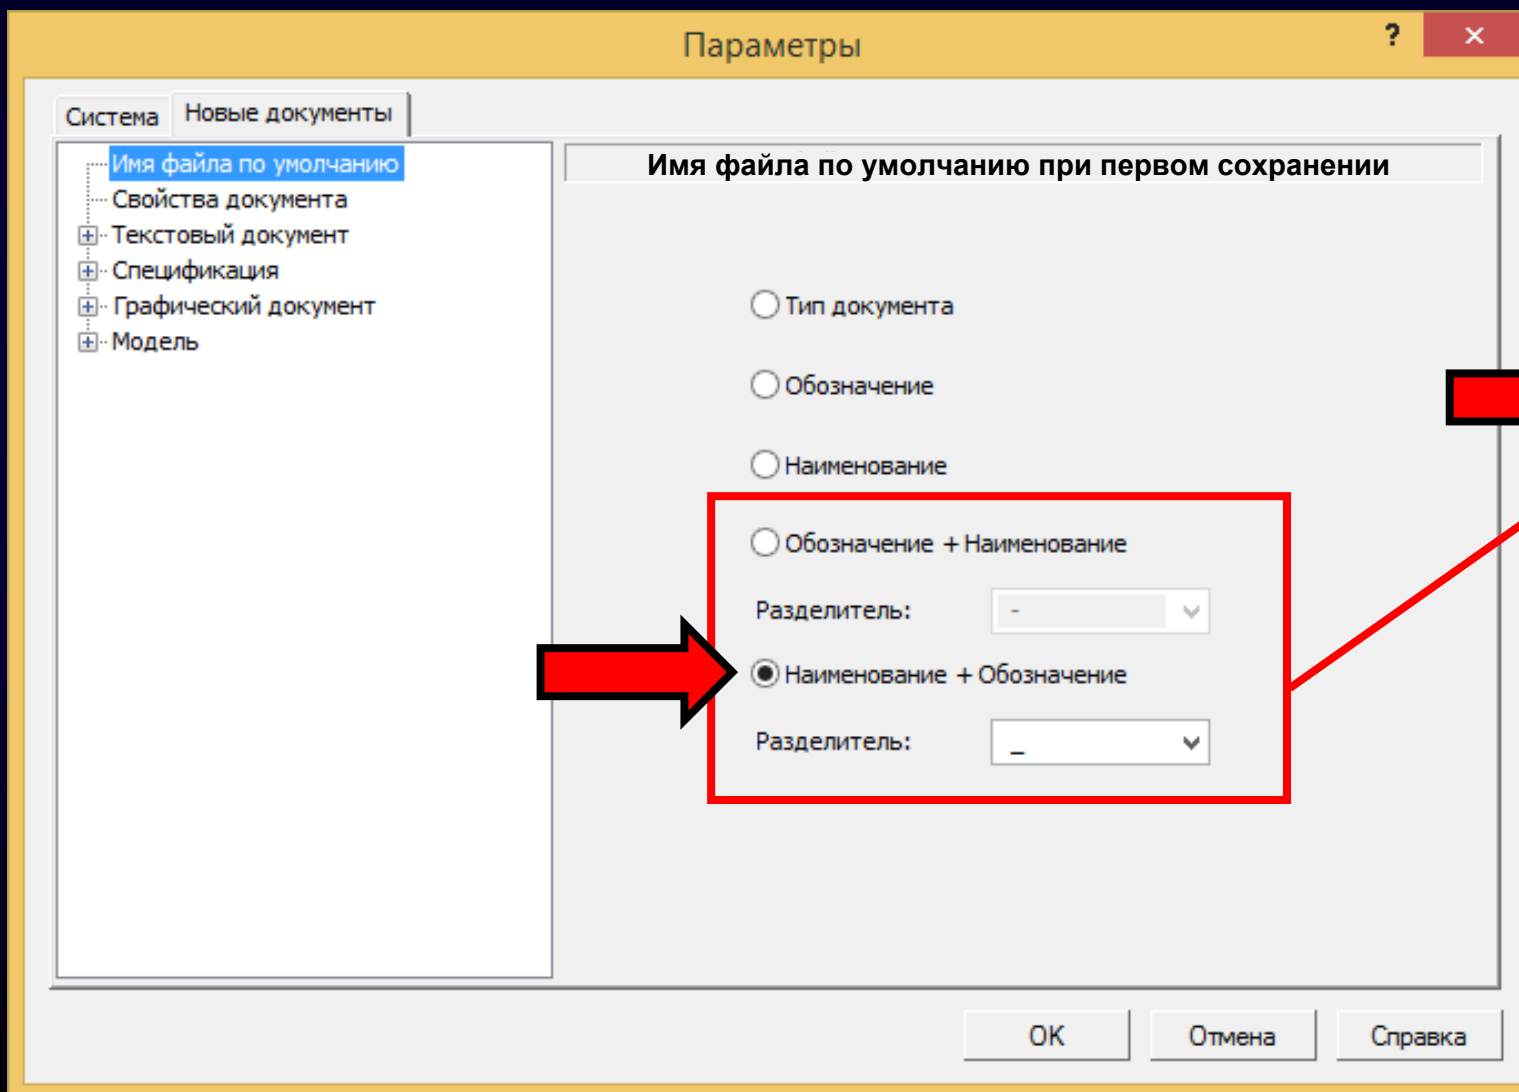 Параметры
?
×
Система
Новые документы
Имя файла по умолчанию
Свойства документа
Текстовый документ
Спецификация
Графический документ
Модель
Имя файла по умолчанию при первом сохранении
Тип документа
Обозначение
Наименование
Обозначение + Наименование
Разделитель: -
Наименование + Обозначение
Разделитель: _
OK
Отмена
Справка